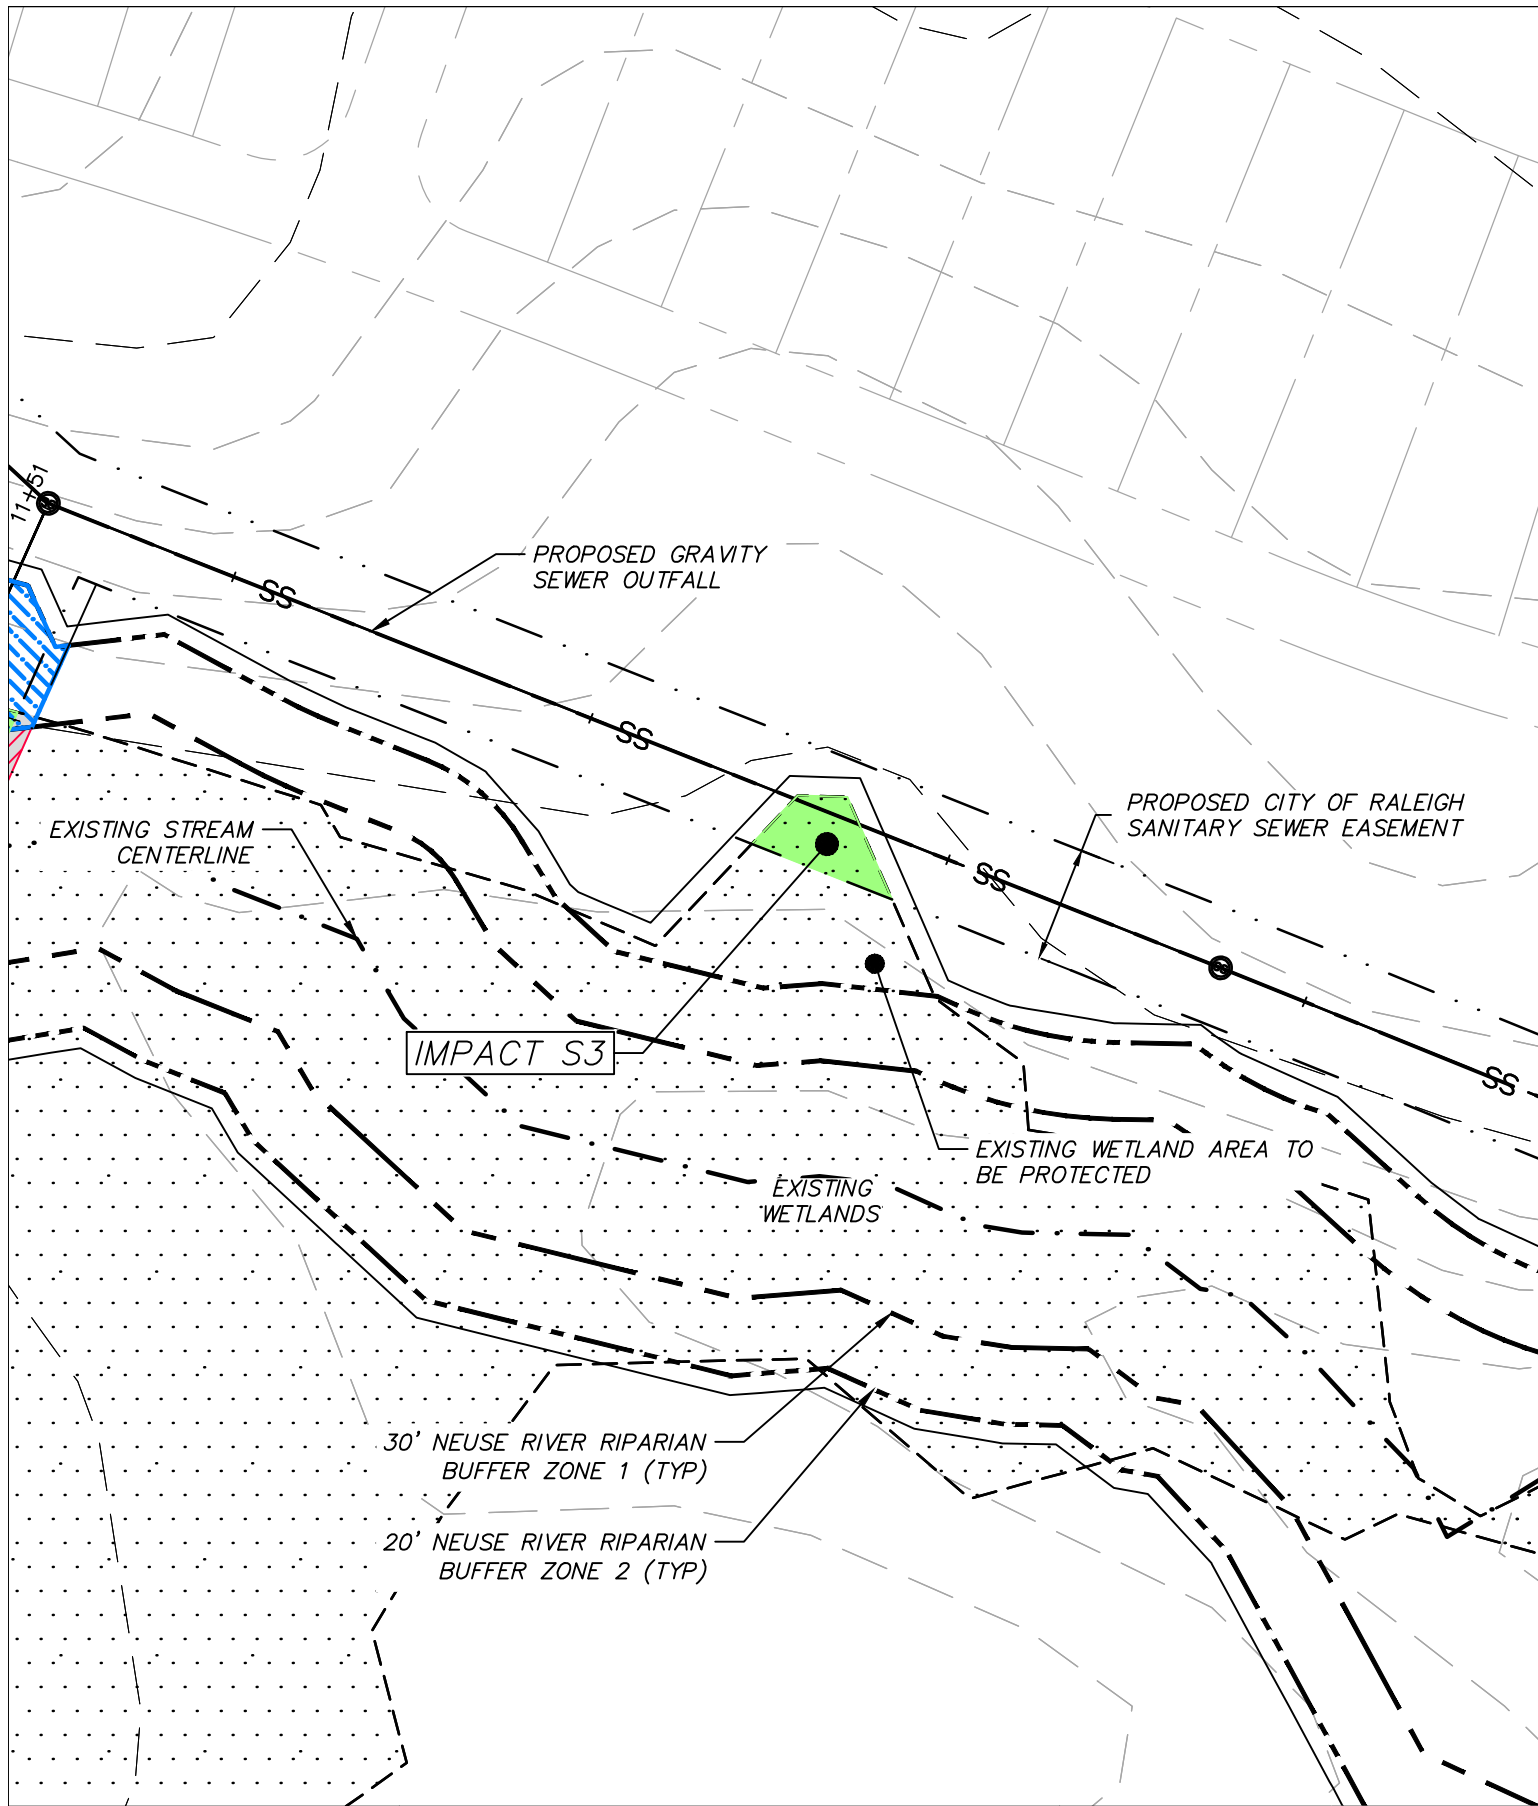 11+51
PROPOSED GRAVITY
SEWER OUTFALL
SS
SS
PROPOSED CITY OF RALEIGH
SANITARY SEWER EASEMENT
EXISTING STREAM
CENTERLINE
SS
IMPACT S3
SS
EXISTING WETLAND AREA TO
BE PROTECTED
EXISTING
WETLANDS
30' NEUSE RIVER RIPARIAN
BUFFER ZONE 1 (TYP)
20' NEUSE RIVER RIPARIAN
BUFFER ZONE 2 (TYP)